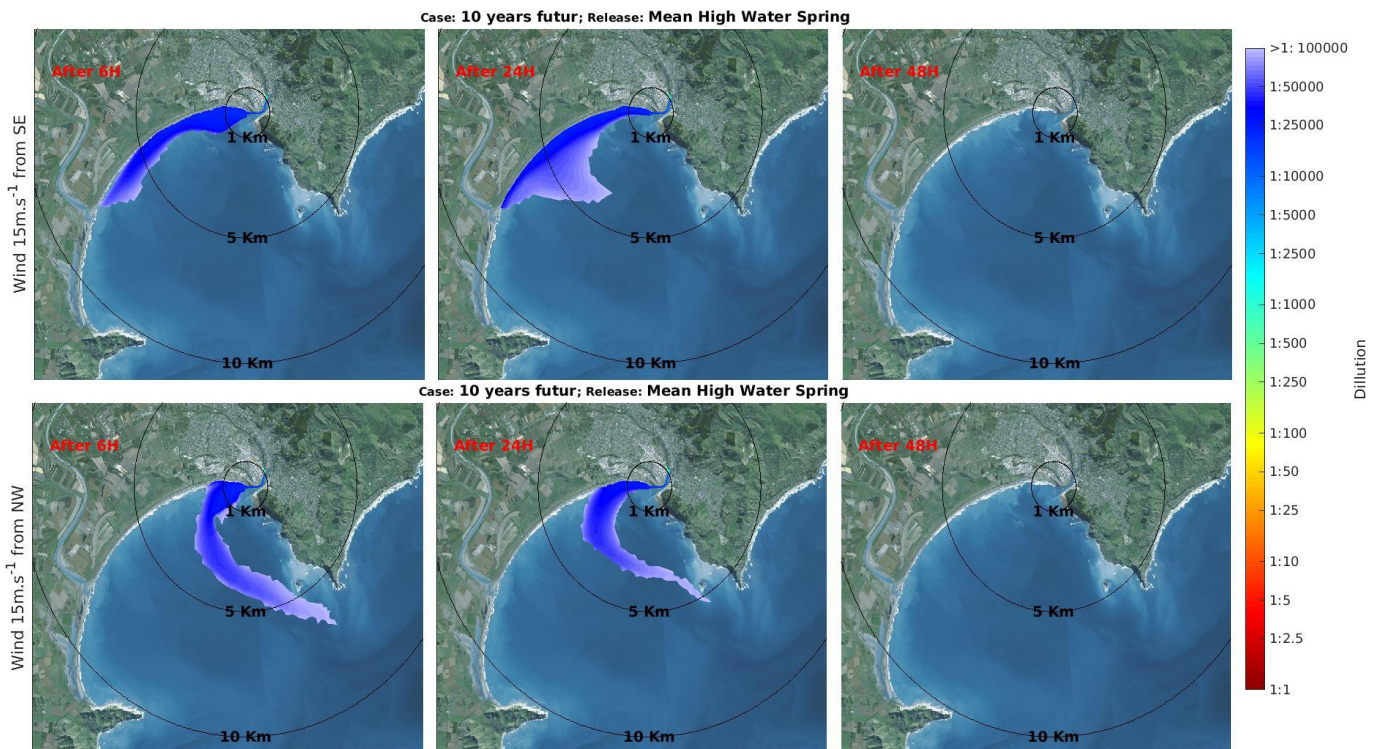 Case: 10 years futur; Release: Mean High Water Spring
Wind 15m.s-1 from SE
After 6H
1 Km
5 Km
10 Km
After 24H
1 Km
5 Km
10 Km
After 48H
1 Km
5 Km
10 Km
Case: 10 years futur; Release: Mean High Water Spring
Wind 15m.s-1 from NW
After 6H
1 Km
5 Km
10 Km
After 24H
1 Km
5 Km
10 Km
After 48H
1 Km
5 Km
10 Km
>1: 100000
1:50000
1:25000
1:10000
1:5000
1:2500
1:1000
1:500
1:250
1:100
1:50
1:25
1:10
1:5
1:2.5
1:1
Dillution